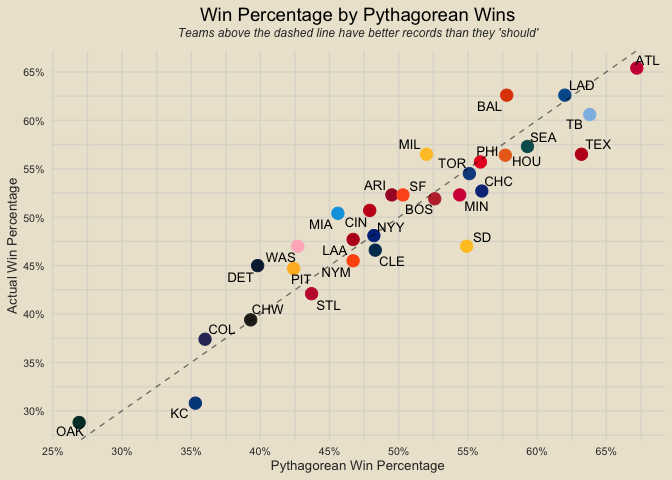 Win Percentage by Pythagorean Wins
Teams above the dashed line have better records than they 'should'
ATL
65%
LAD
BAL
60%
TB
SEA
MIL
PHI
TEX
55%
TOR
HOU
ARI
SF
CHC
BOS
MIN
50%
MIA
CIN
NYY
SD
WAS
LAA
45%
DET
PIT
NYM
CLE
STL
40%
CHW
COL
35%
KC
30%
OAK
25%
30%
35%
40%
45%
50%
55%
60%
65%
Actual Win Percentage
Pythagorean Win Percentage